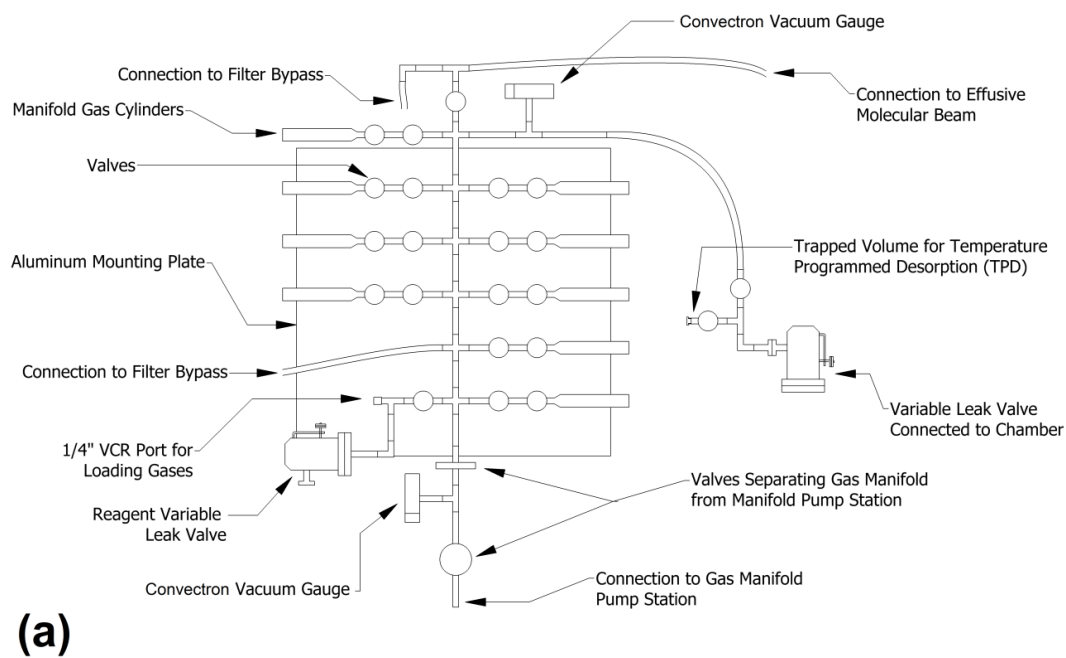 Convectron Vacuum Gauge
Connection to Filter Bypass
Manifold Gas Cylinders
Connection to Effusive
Molecular Beam
Valves
Trapped Volume for Temperature
Programmed Desorption (TPD)
Aluminum Mounting Plate
Connection to Filter Bypass
Variable Leak Valve
Connected to Chamber
1/4" VCR Port for
Loading Gases
Valves Separating Gas Manifold
from Manifold Pump Station
Reagent Variable
Leak Valve
Convectron Vacuum Gauge
Connection to Gas Manifold
Pump Station
(a)